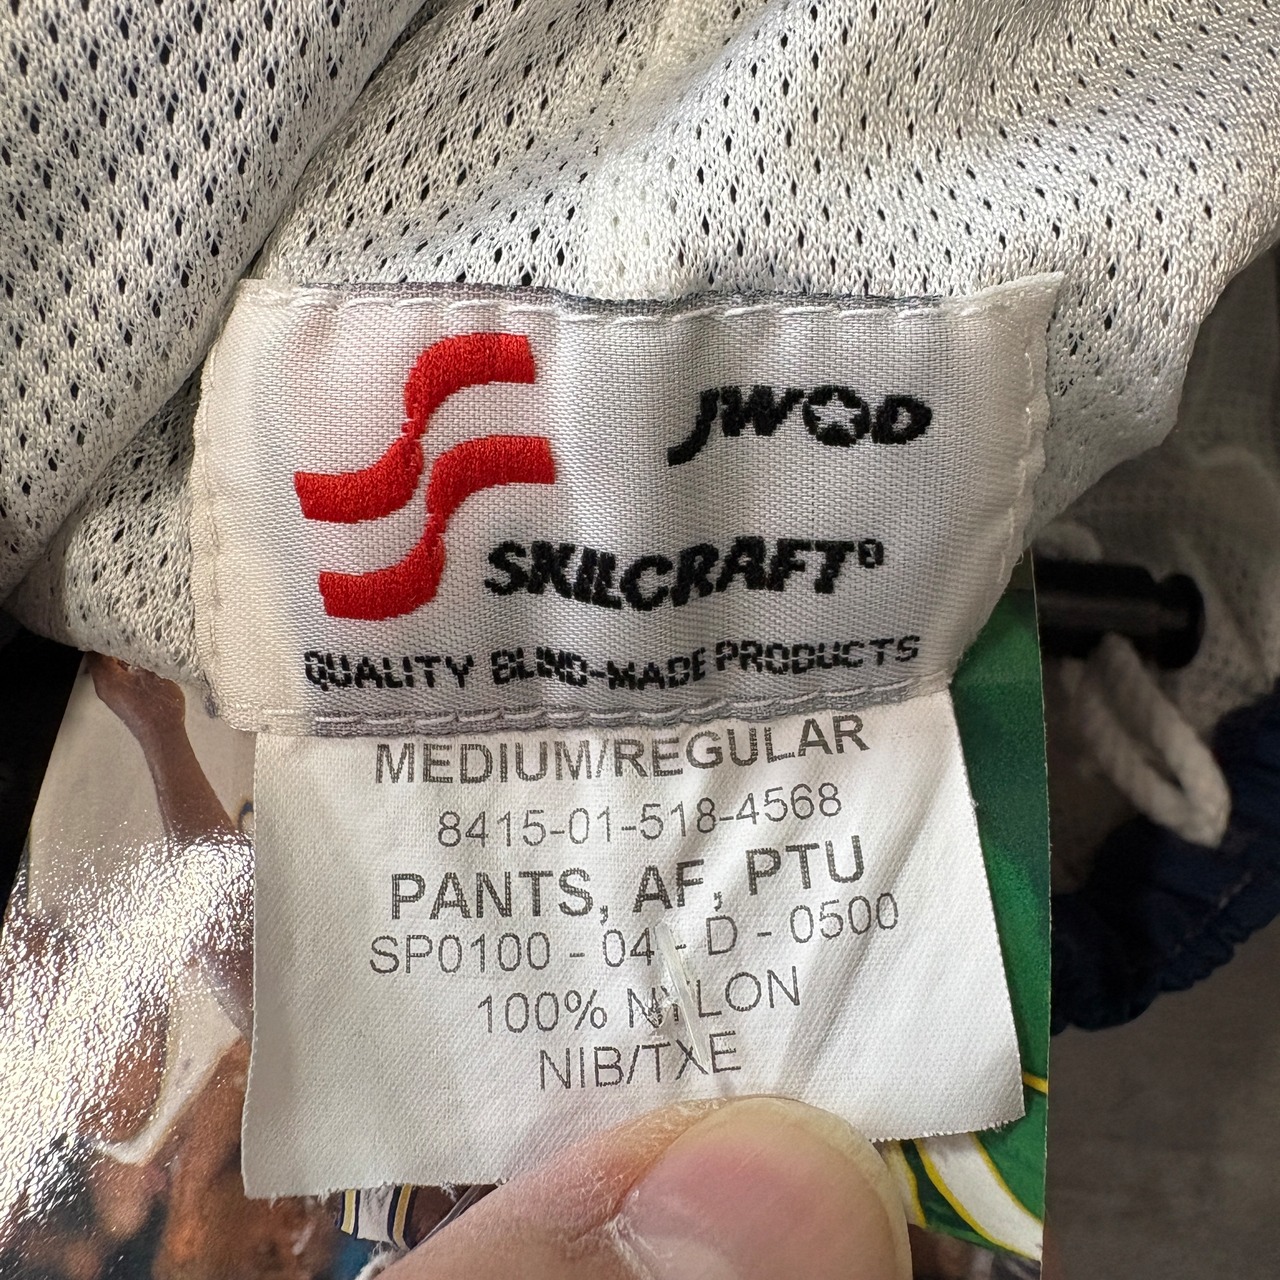 JWOD
SKILCRAFT®
QUALITY BLIND-MADE PRODUCTS
MEDIUM/REGULAR
8415-01-518-4568
PANTS, AF, PTU
SP0100 - 04 - D - 0500
100% NYLON
NIB/TXE